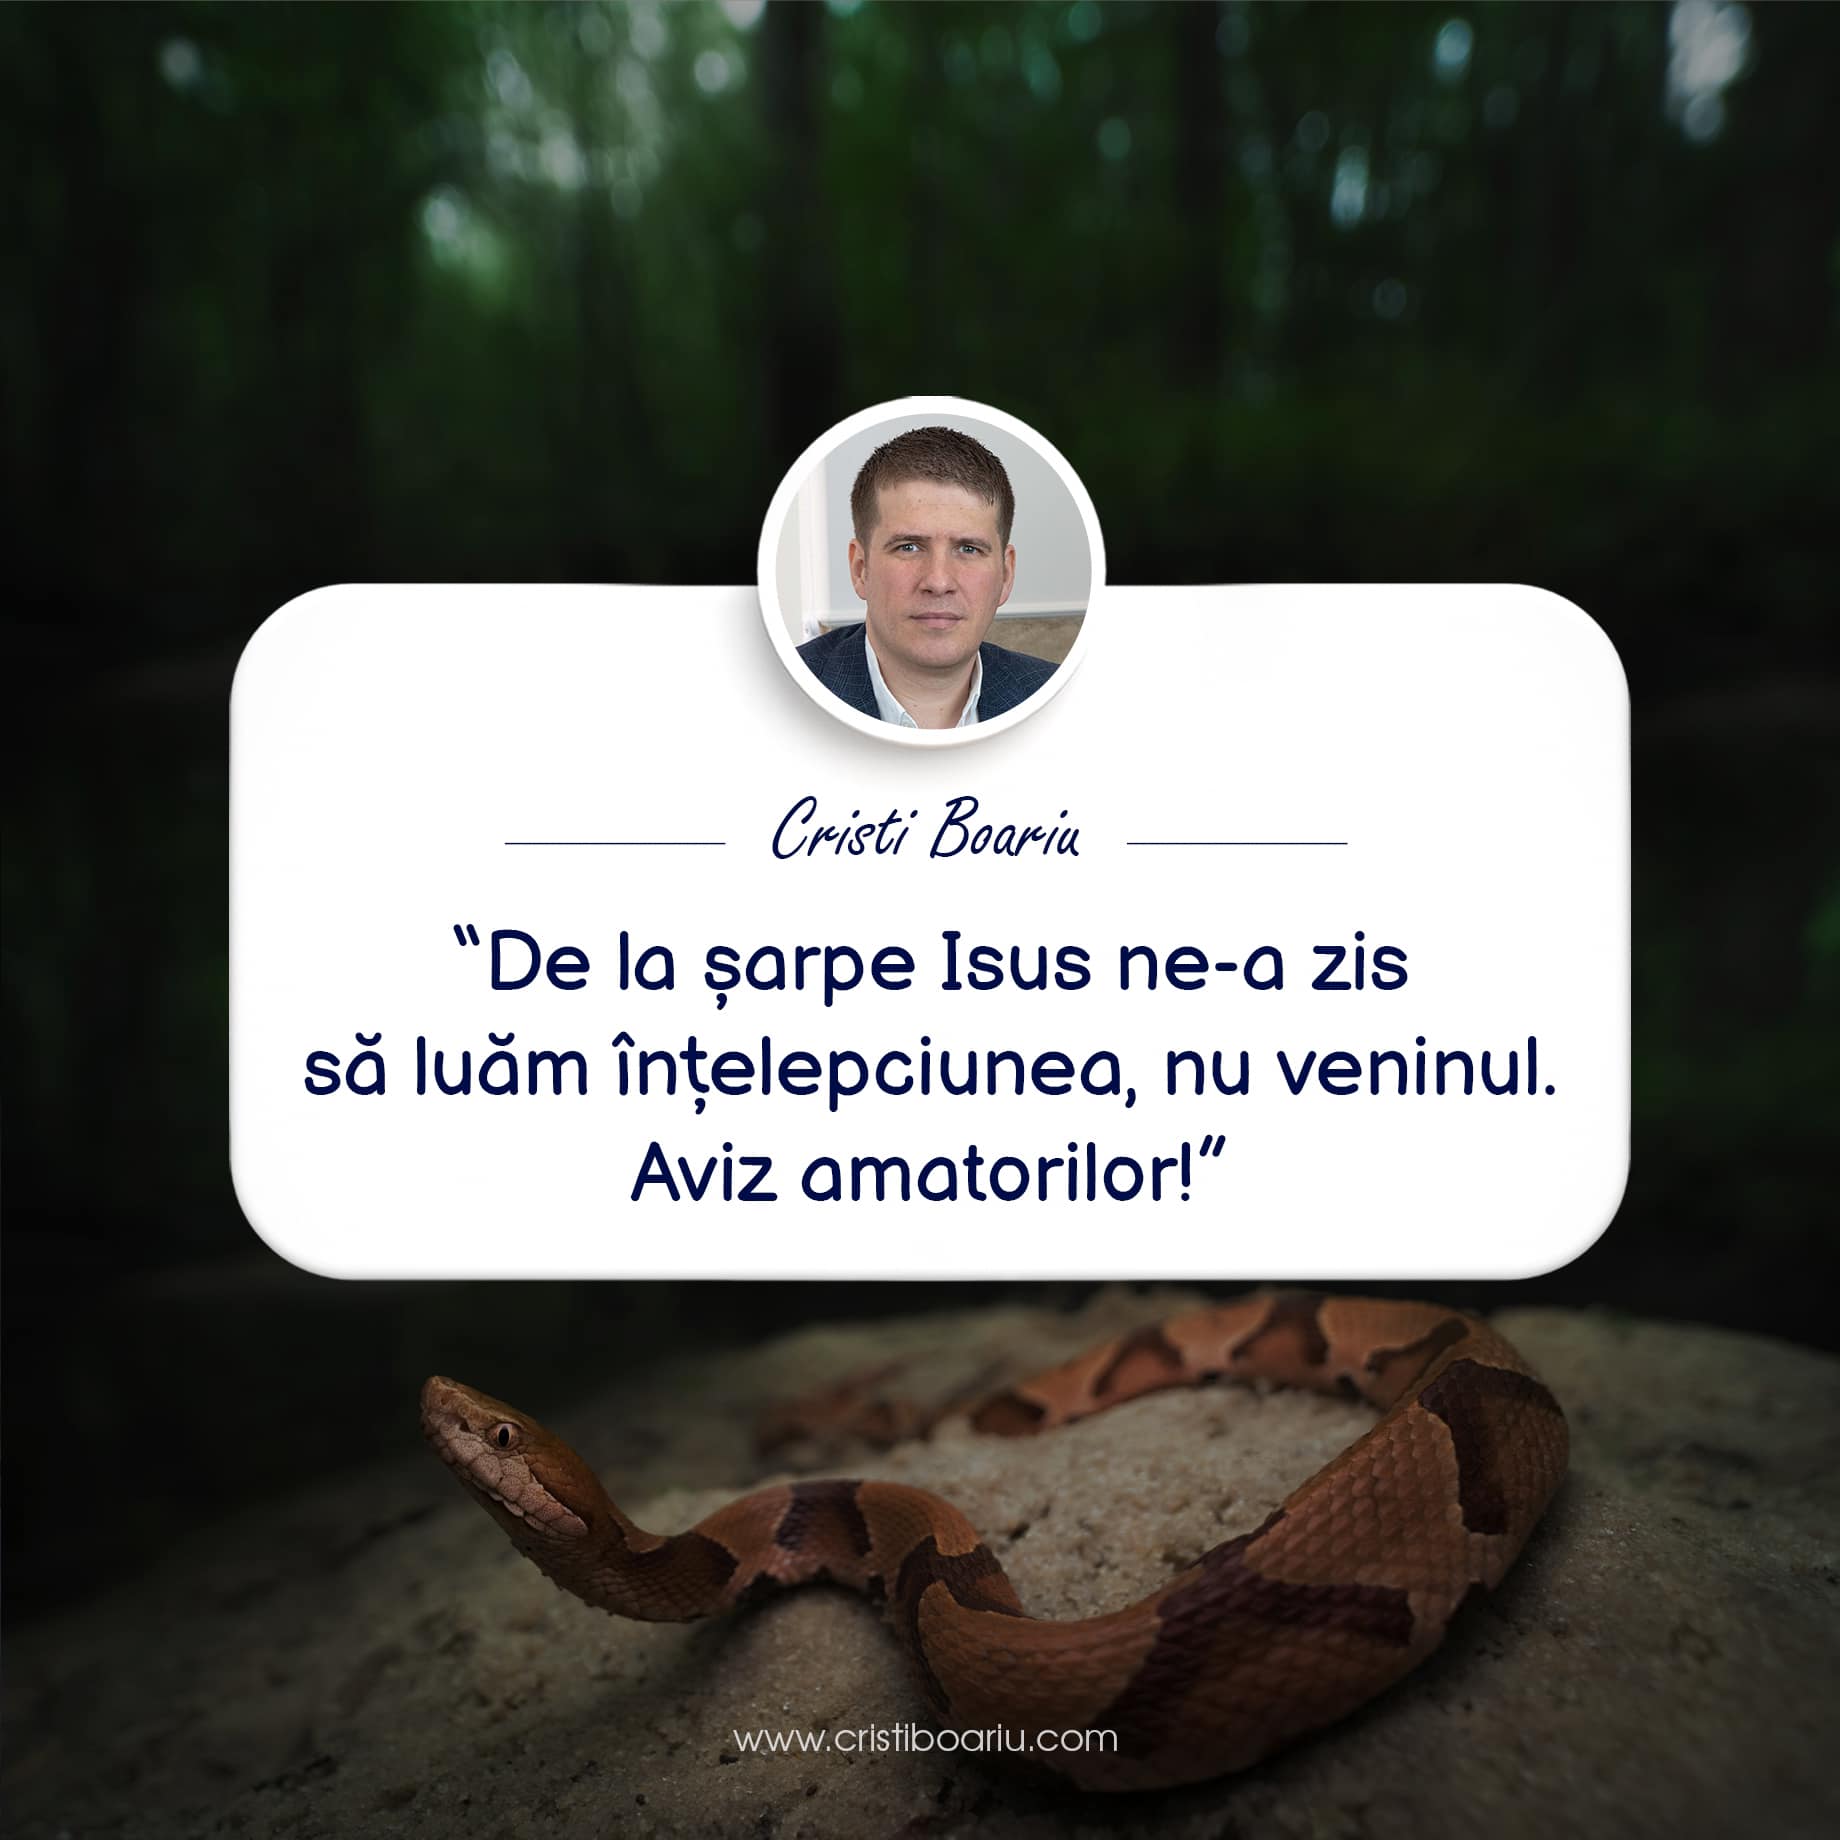 Cristi Boariu
“De la șarpe Isus ne-a zis
să luăm înțelepciunea, nu veninul.
Aviz amatorilor!”
www.cristiboariu.com